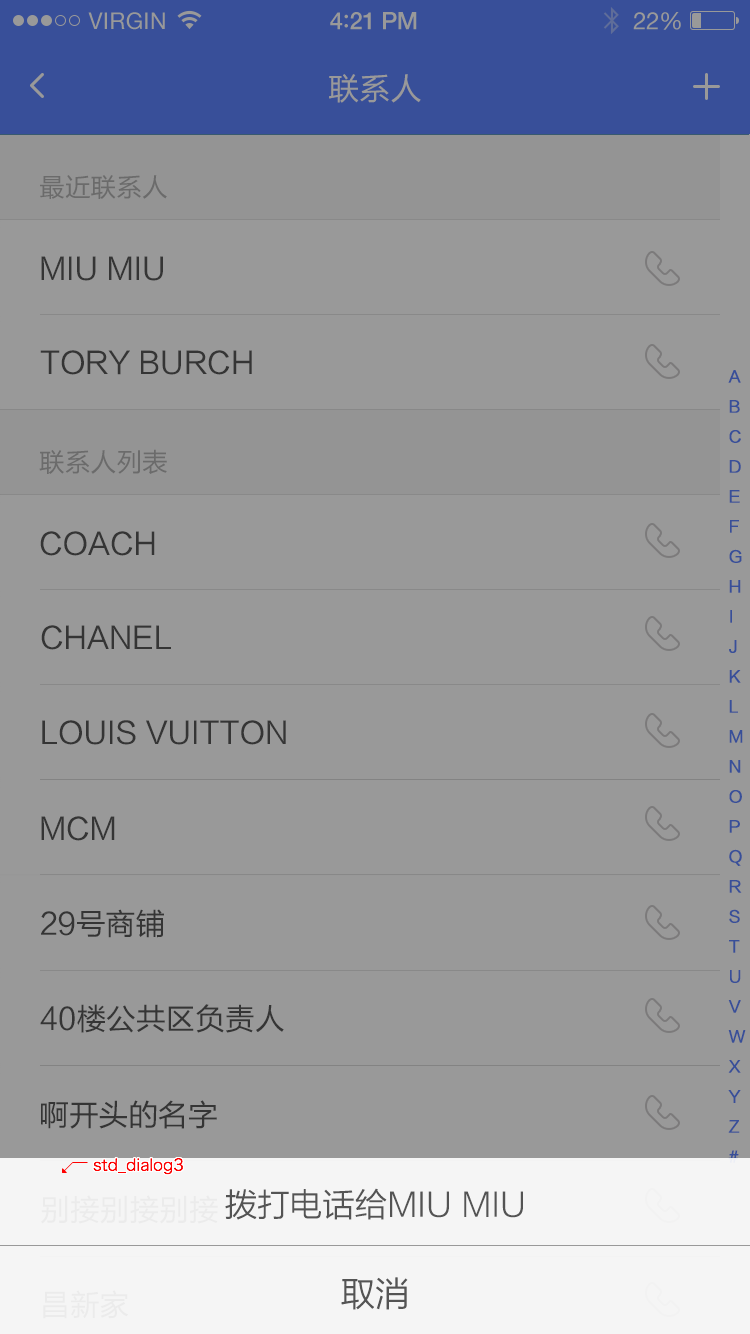 VIRGIN 4:21 PM 22%
联系人
最近联系人
MIU MIU
TORY BURCH
联系人列表
COACH
CHANEL
LOUIS VUITTON
MCM
29号商铺
40楼公共区负责人
啊开头的名字
A
B
C
D
E
F
G
H
I
J
K
L
M
N
O
P
Q
R
S
T
U
V
W
X
Y
Z
#
std_dialog3
别接别接别接
拨打电话给MIU MIU
昌新家
取消